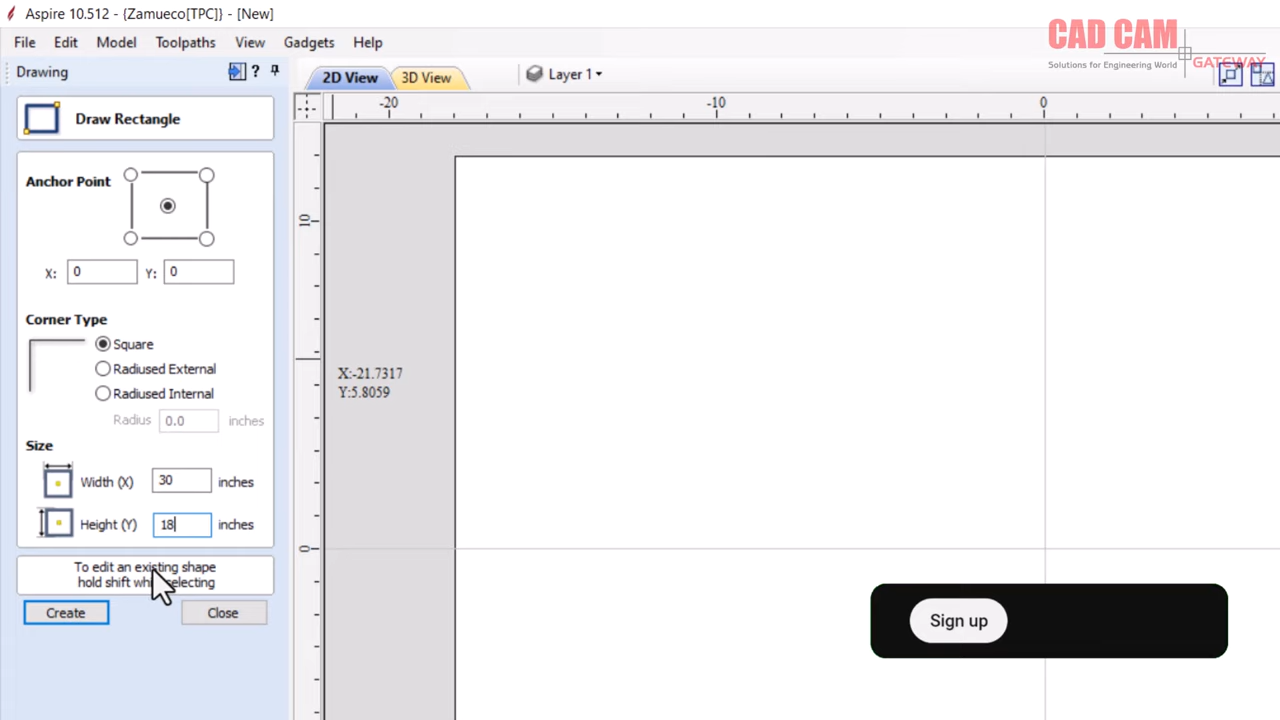 Aspire 10.512 - {Zamueco[TPC]} - [New]
File Edit Model Toolpaths View Gadgets Help
CAD CAM
Solutions for Engineering World GATEWAY
Drawing ?
2D View 3D View Layer 1
Draw Rectangle
-20 -10 0
Anchor Point
10
X: 0 Y: 0
Corner Type
Square
Radiused External
Radiused Internal
Radius 0.0 inches
X:-21.7317
Y:5.8059
Size
Width (X) 30 inches
Height (Y) 18 inches
0
To edit an existing shape
hold shift while selecting
Create Close
Sign up